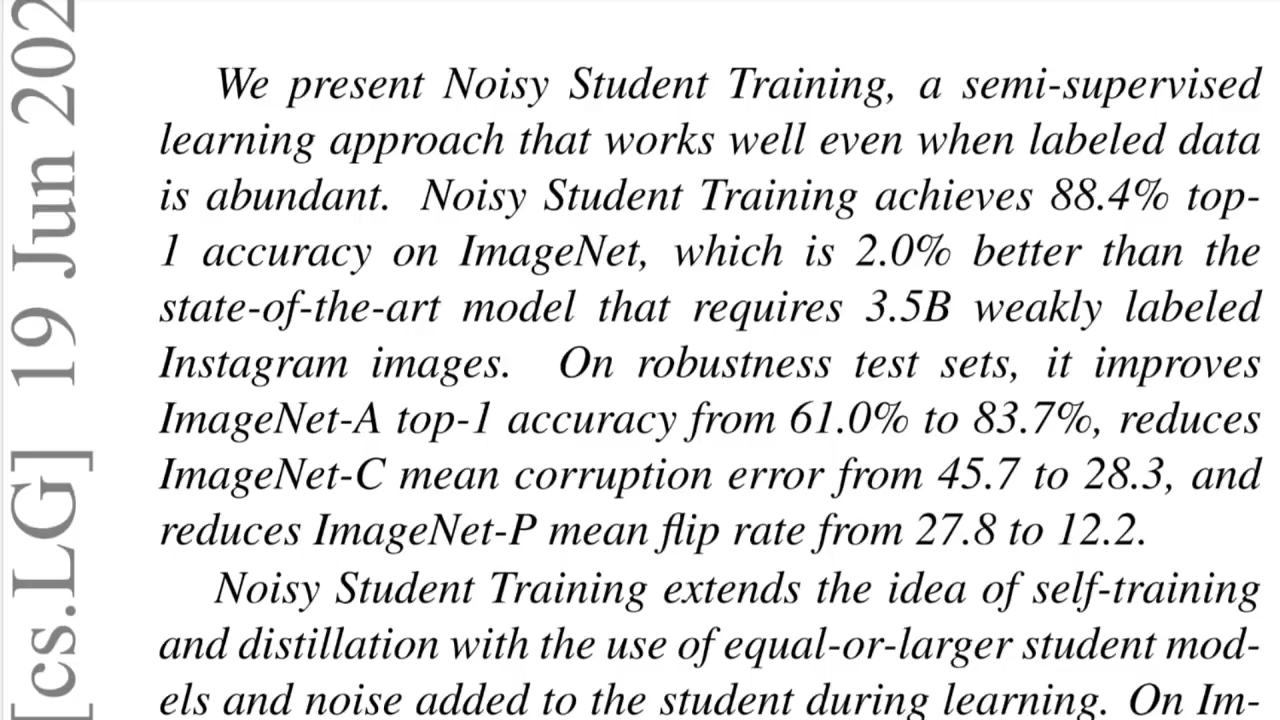 We present Noisy Student Training, a semi-supervised
learning approach that works well even when labeled data
is abundant. Noisy Student Training achieves 88.4% top-
1 accuracy on ImageNet, which is 2.0% better than the
state-of-the-art model that requires 3.5B weakly labeled
Instagram images. On robustness test sets, it improves
ImageNet-A top-1 accuracy from 61.0% to 83.7%, reduces
ImageNet-C mean corruption error from 45.7 to 28.3, and
reduces ImageNet-P mean flip rate from 27.8 to 12.2.
Noisy Student Training extends the idea of self-training
and distillation with the use of equal-or-larger student mod-
els and noise added to the student during learning. On Im-
[cs.LG] 19 Jun 202